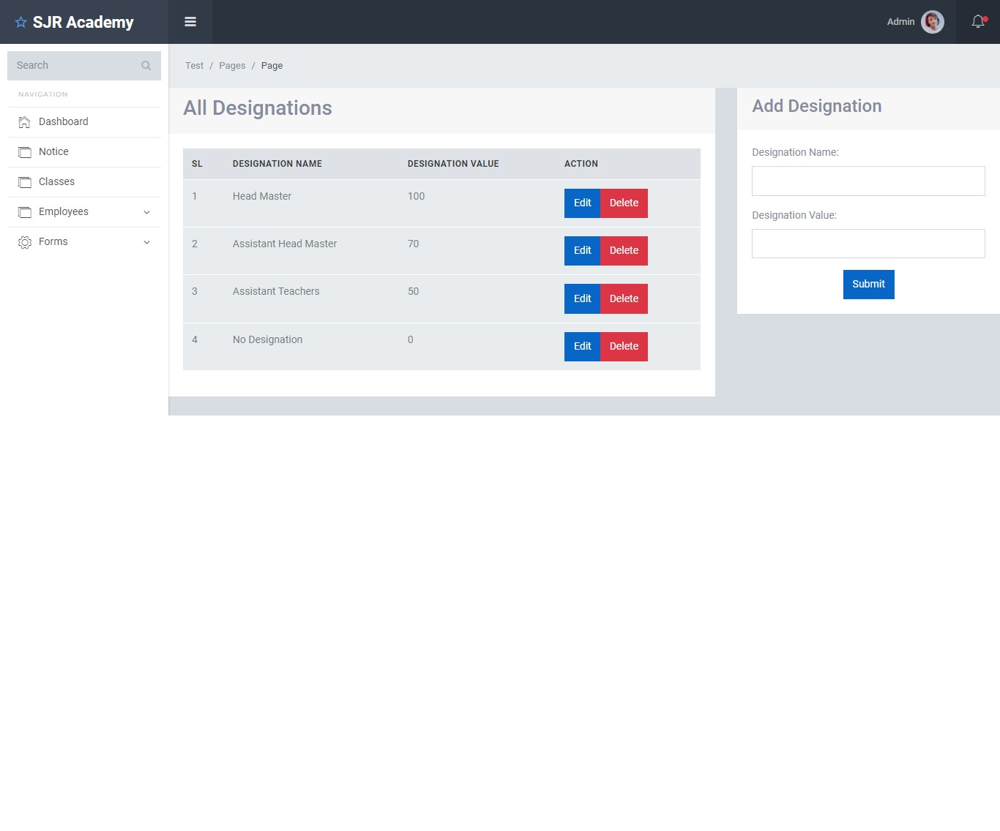 SJR Academy
Admin
Search
NAVIGATION
Dashboard
Notice
Classes
Employees
Forms
Test / Pages / Page
All Designations
SL DESIGNATION NAME DESIGNATION VALUE ACTION
1 Head Master 100 Edit Delete
2 Assistant Head Master 70 Edit Delete
3 Assistant Teachers 50 Edit Delete
4 No Designation 0 Edit Delete
Add Designation
Designation Name:
Designation Value:
Submit